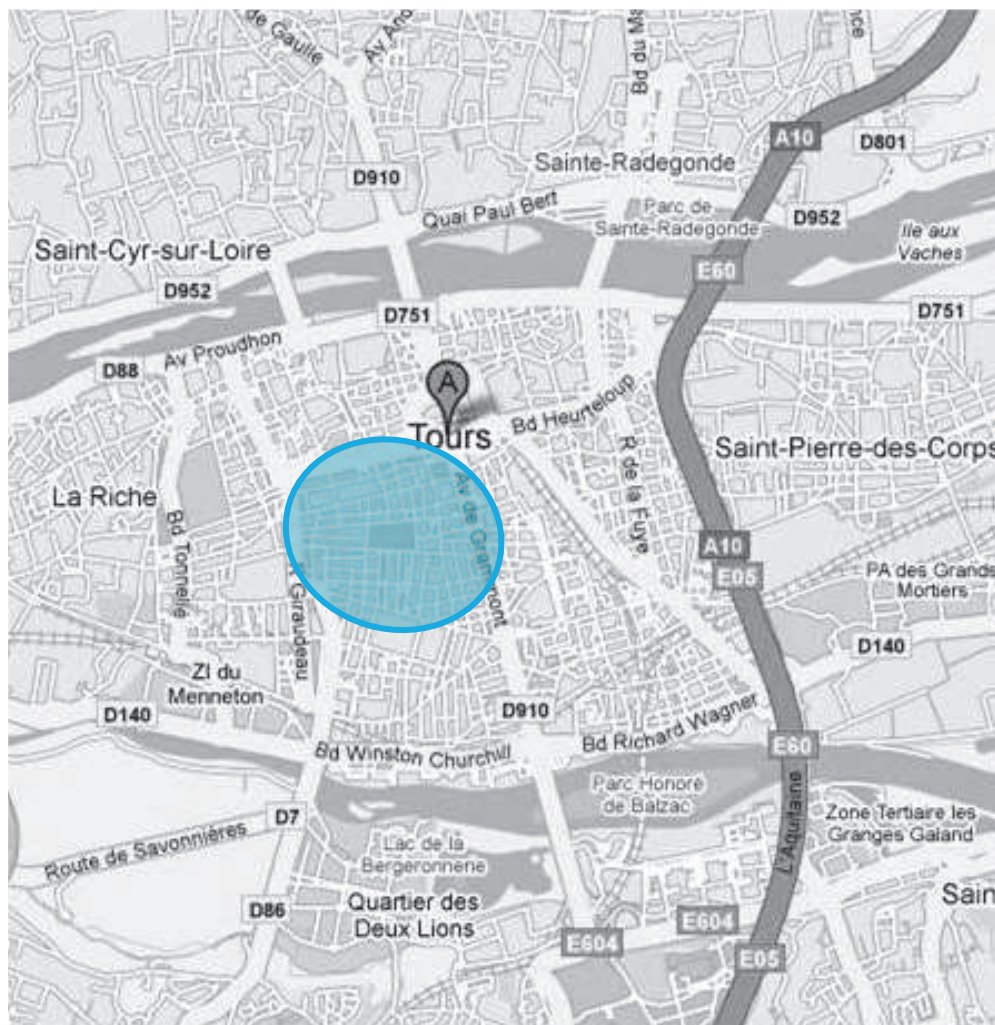 de Gaulle
Bd du Ma
A10
D801
Sainte-Radegonde
D910
Quai Paul Bert
Parc de
Sainte-Radegonde
D952
Ile aux
Vaches
Saint-Cyr-sur-Loire
E60
D952
D751
D751
Av Proudhon
D88
A
Bd Heurteloup
Tours
Saint-Pierre-des-Corps
La Riche
Av de Grammont
R de la Fuye
Bd Tonnellé
A10
E05
PA des Grands
Mortiers
Giraudeau
D140
ZI du
Menneton
D140
D910
Bd Richard Wagner
Bd Winston Churchill
E60
Parc Honoré
de Balzac
L'Aquitaine
Zone Tertiaire les
Granges Galand
D7
Route de Savonnières
Lac de la
Bergeronnerie
Sain
Quartier des
Deux Lions
D86
E604
E604
E05